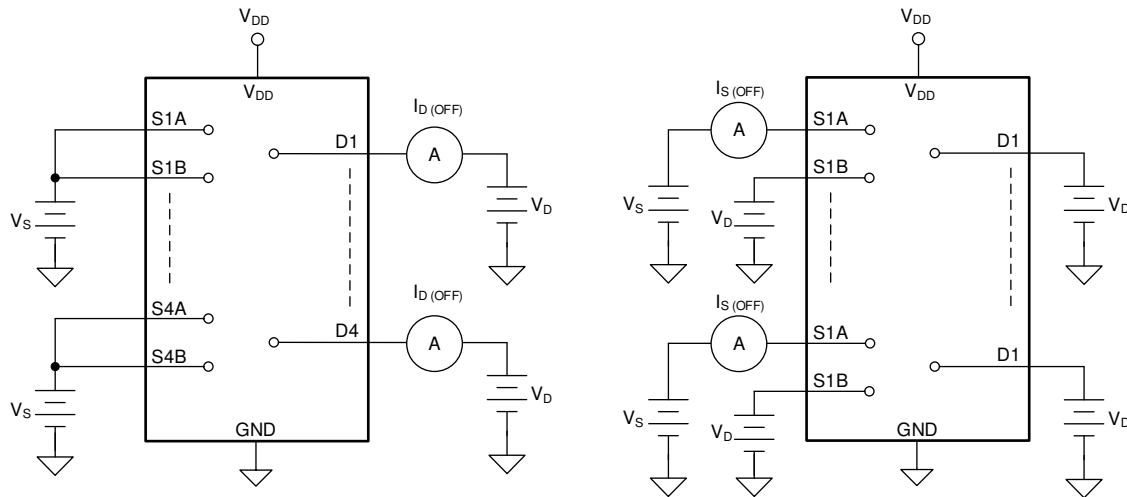 VDD
VDD
S1A
S1B
D1
ID (OFF)
A
VS
VD
S4A
S4B
D4
ID (OFF)
A
VS
VD
GND
VDD
VDD
IS (OFF)
A
S1A
S1B
D1
VS
VD
VD
IS (OFF)
A
S1A
S1B
D1
VS
VD
VD
GND